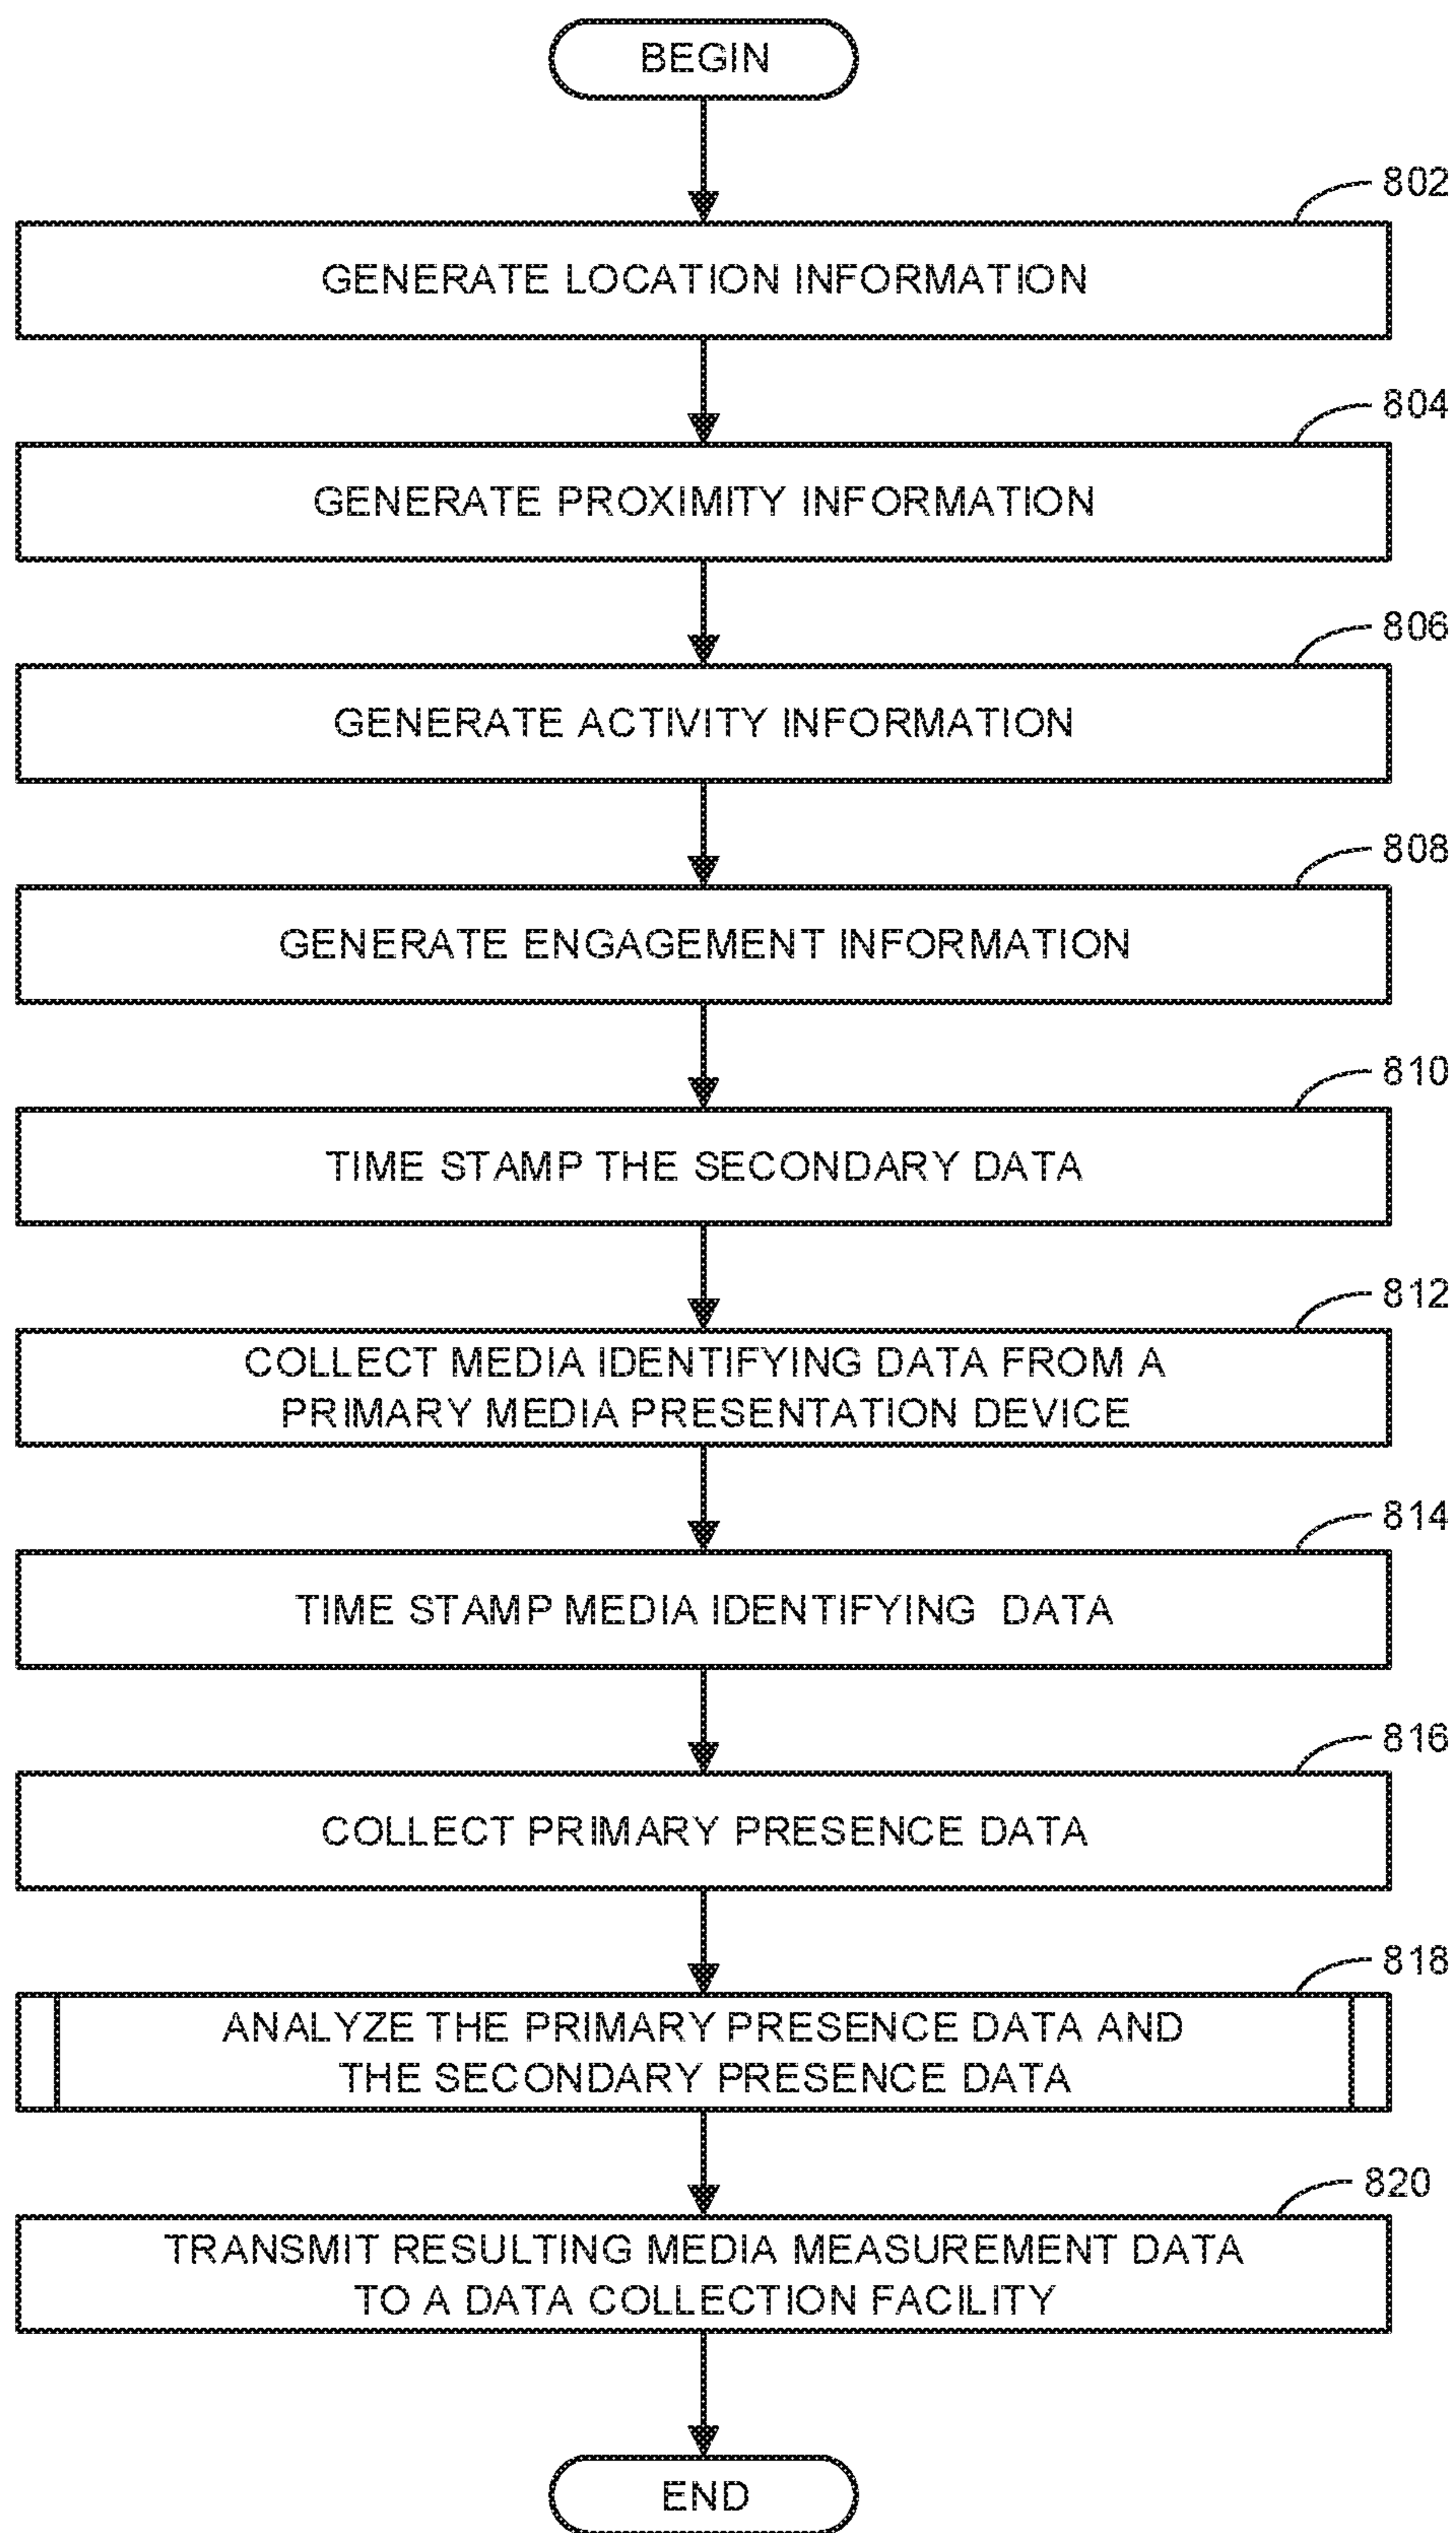 BEGIN
802
GENERATE LOCATION INFORMATION
804
GENERATE PROXIMITY INFORMATION
806
GENERATE ACTIVITY INFORMATION
808
GENERATE ENGAGEMENT INFORMATION
810
TIME STAMP THE SECONDARY DATA
812
COLLECT MEDIA IDENTIFYING DATA FROM A
PRIMARY MEDIA PRESENTATION DEVICE
814
TIME STAMP MEDIA IDENTIFYING DATA
816
COLLECT PRIMARY PRESENCE DATA
818
ANALYZE THE PRIMARY PRESENCE DATA AND
THE SECONDARY PRESENCE DATA
820
TRANSMIT RESULTING MEDIA MEASUREMENT DATA
TO A DATA COLLECTION FACILITY
END